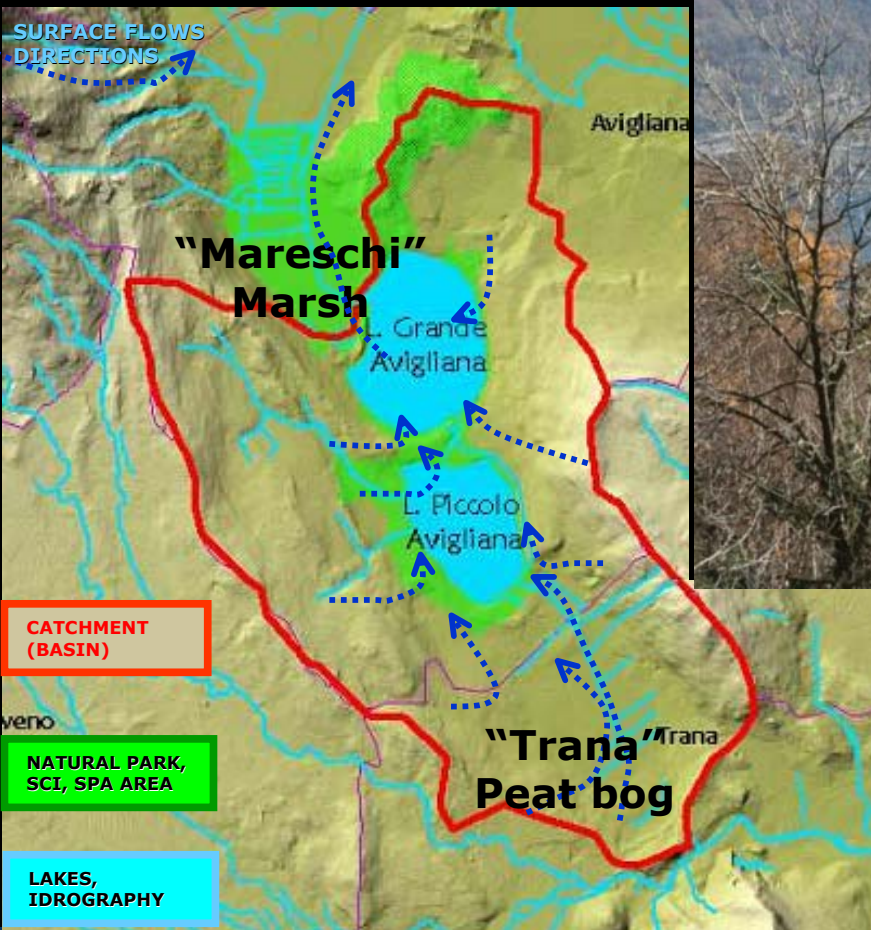 SURFACE FLOWS
DIRECTIONS
Avigliana
“Mareschi”
Marsh
L. Grande
Avigliana
L. Piccolo
Avigliana
CATCHMENT
(BASIN)
veno
“Trana”
Trana
Peat bog
NATURAL PARK,
SCI, SPA AREA
LAKES,
IDROGRAPHY